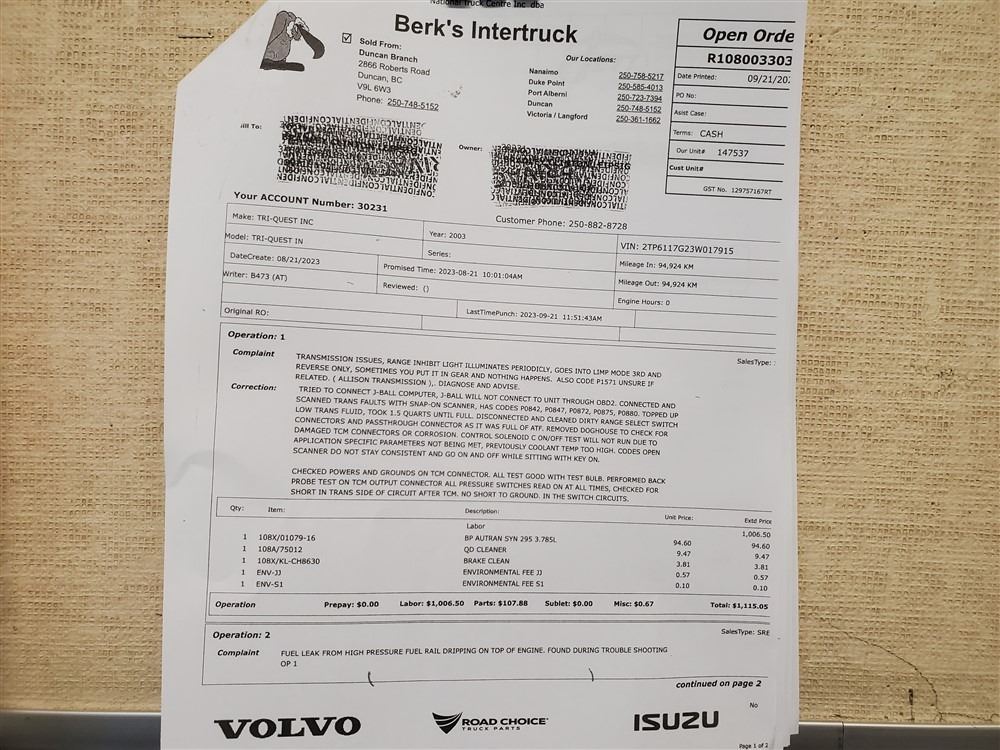 National Truck Centre Inc dba
Berk's Intertruck
Sold From:
Duncan Branch
2866 Roberts Road
Duncan, BC
V9L 6W3
Phone: 250-748-5152
Our Locations:
Nanaimo 250-758-5217
Duke Point 250-585-4013
Port Alberni 250-723-7394
Duncan 250-748-5152
Victoria / Langford 250-361-1662
Open Orde
R108003303
Date Printed: 09/21/202
PO No:
Asist Case:
Terms: CASH
Our Unit# 147537
Cust Unit#
GST No. 129757167RT
Bill To:
Owner:
Your ACCOUNT Number: 30231
Customer Phone: 250-882-8728
Make: TRI-QUEST INC
Year: 2003
VIN: 2TP6117G23W017915
Model: TRI-QUEST IN
Series:
Mileage In: 94,924 KM
DateCreate: 08/21/2023
Promised Time: 2023-08-21 10:01:04AM
Mileage Out: 94,924 KM
Writer: B473 (AT)
Reviewed: ()
Engine Hours: 0
Original RO:
LastTimePunch: 2023-09-21 11:51:43AM
Operation: 1
SalesType:
Complaint
TRANSMISSION ISSUES, RANGE INHIBIT LIGHT ILLUMINATES PERIODICLY, GOES INTO LIMP MODE 3RD AND
REVERSE ONLY, SOMETIMES YOU PUT IT IN GEAR AND NOTHING HAPPENS. ALSO CODE P1571 UNSURE IF
RELATED. ( ALLISON TRANSMISSION ),. DIAGNOSE AND ADVISE.
Correction:
TRIED TO CONNECT J-BALL COMPUTER, J-BALL WILL NOT CONNECT TO UNIT THROUGH OBD2. CONNECTED AND
SCANNED TRANS FAULTS WITH SNAP-ON SCANNER, HAS CODES P0842, P0847, P0872, P0875, P0880. TOPPED UP
LOW TRANS FLUID, TOOK 1.5 QUARTS UNTIL FULL. DISCONNECTED AND CLEANED DIRTY RANGE SELECT SWITCH
CONNECTORS AND PASSTHROUGH CONNECTOR AS IT WAS FULL OF ATF. REMOVED DOGHOUSE TO CHECK FOR
DAMAGED TCM CONNECTORS OR CORROSION. CONTROL SOLENOID C ON/OFF TEST WILL NOT RUN DUE TO
APPLICATION SPECIFIC PARAMETERS NOT BEING MET, PREVIOUSLY COOLANT TEMP TOO HIGH. CODES OPEN
SCANNER DO NOT STAY CONSISTENT AND GO ON AND OFF WHILE SITTING WITH KEY ON.
CHECKED POWERS AND GROUNDS ON TCM CONNECTOR. ALL TEST GOOD WITH TEST BULB. PERFORMED BACK
PROBE TEST ON TCM OUTPUT CONNECTOR ALL PRESSURE SWITCHES READ ON AT ALL TIMES, CHECKED FOR
SHORT IN TRANS SIDE OF CIRCUIT AFTER TCM. NO SHORT TO GROUND. IN THE SWITCH CIRCUITS.
Qty: Item: Description: Unit Price: Extd Price
Labor 1,006.50
1 108X/01079-16 BP AUTRAN SYN 295 3.785L 94.60 94.60
1 108A/75012 QD CLEANER 9.47 9.47
1 108X/KL-CH8630 BRAKE CLEAN 3.81 3.81
1 ENV-JJ ENVIRONMENTAL FEE JJ 0.57 0.57
1 ENV-S1 ENVIRONMENTAL FEE S1 0.10 0.10
Operation Prepay: $0.00 Labor: $1,006.50 Parts: $107.88 Sublet: $0.00 Misc: $0.67 Total: $1,115.05
Operation: 2
SalesType: SRE
Complaint
FUEL LEAK FROM HIGH PRESSURE FUEL RAIL DRIPPING ON TOP OF ENGINE. FOUND DURING TROUBLE SHOOTING
OP 1
continued on page 2
No
VOLVO
ROAD CHOICE
TRUCK PARTS
ISUZU
Page 1 of 2